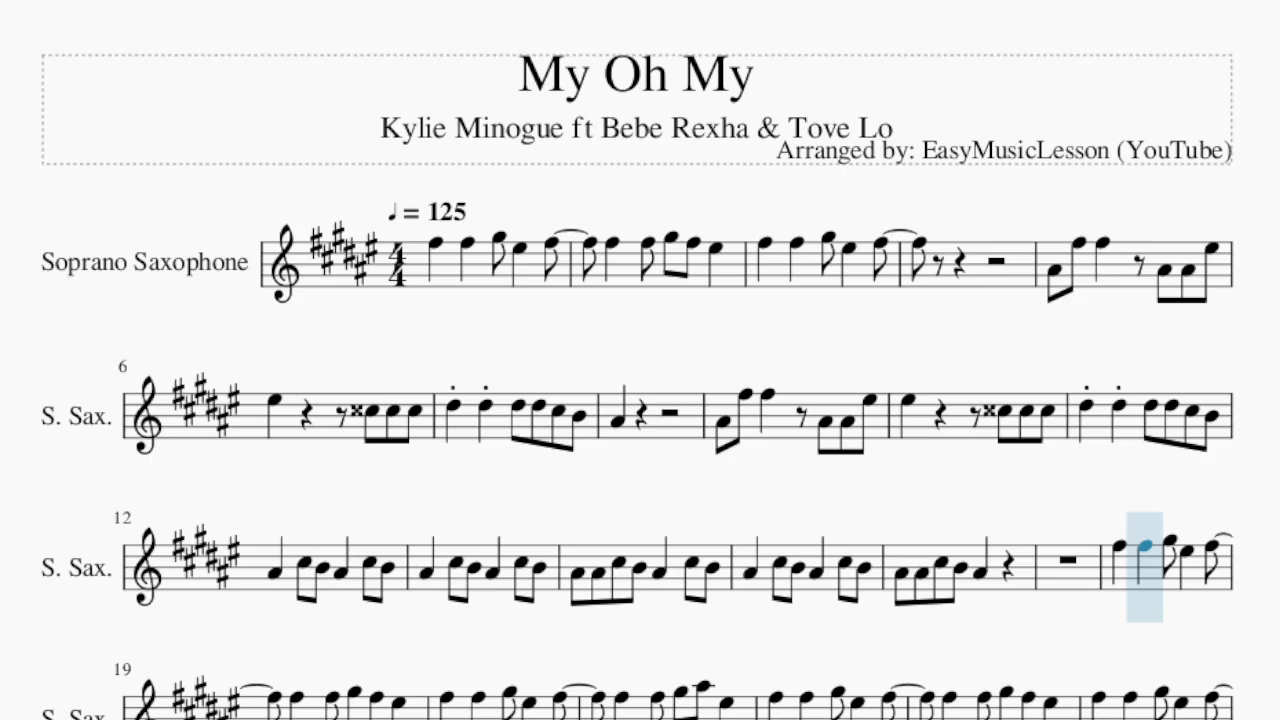 My Oh My
Kylie Minogue ft Bebe Rexha & Tove Lo
Arranged by: EasyMusicLesson (YouTube)
♩ = 125
Soprano Saxophone
4
4
6
S. Sax.
12
S. Sax.
19
S. Sax.